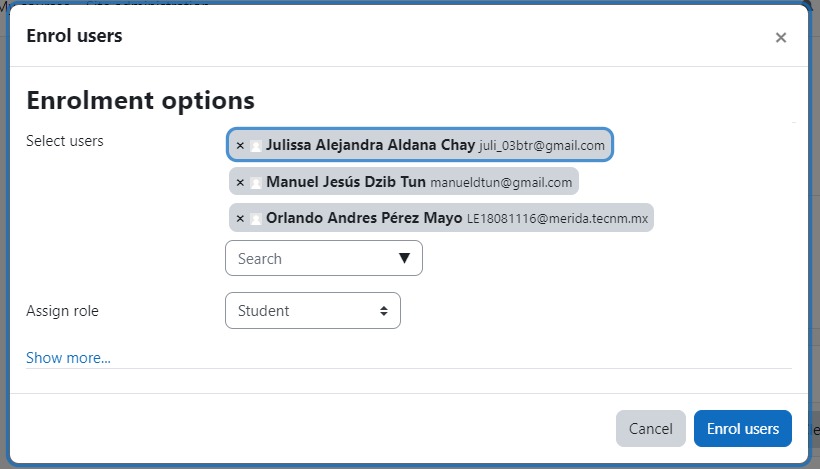 Enrol users
×
Enrolment options
Select users
× Julissa Alejandra Aldana Chay juli_03btr@gmail.com
× Manuel Jesús Dzib Tun manueldtun@gmail.com
× Orlando Andres Pérez Mayo LE18081116@merida.tecnm.mx
Search ▼
Assign role Student
Show more...
Cancel Enrol users